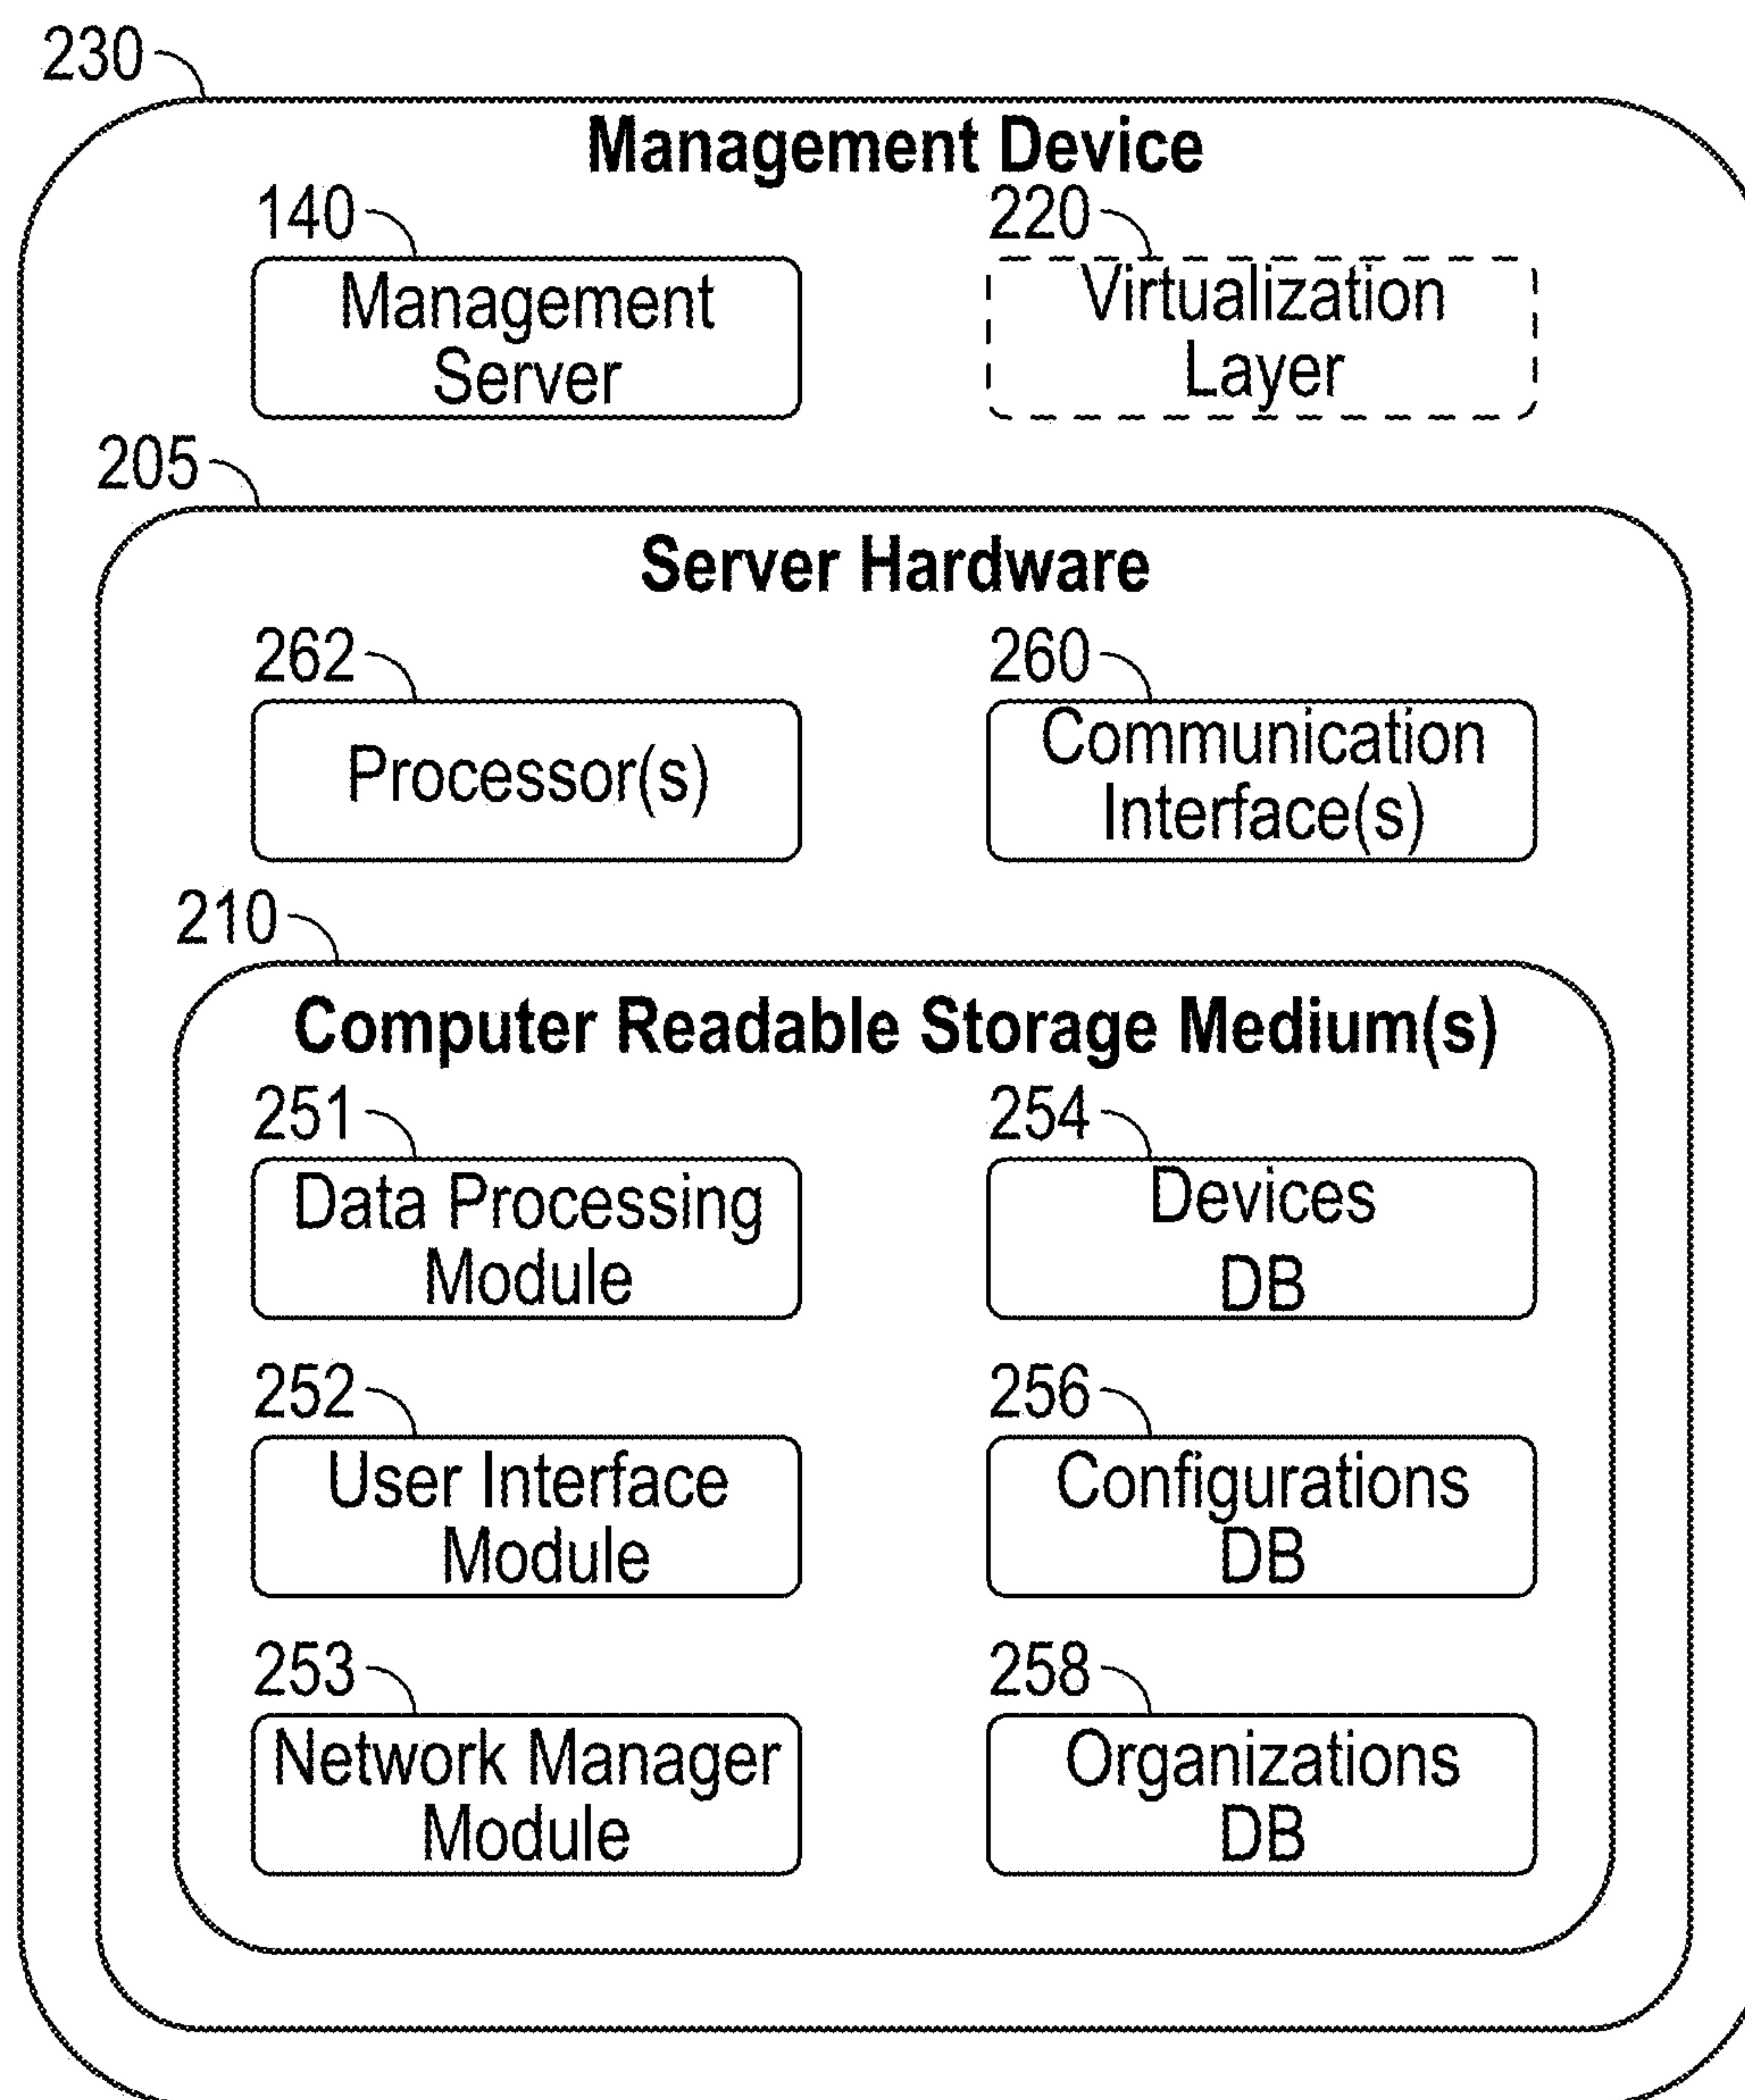 230
Management Device
140
220
Management
Server
Virtualization
Layer
205
Server Hardware
262
260
Processor(s)
Communication
Interface(s)
210
Computer Readable Storage Medium(s)
251
254
Data Processing
Module
Devices
DB
252
256
User Interface
Module
Configurations
DB
253
258
Network Manager
Module
Organizations
DB